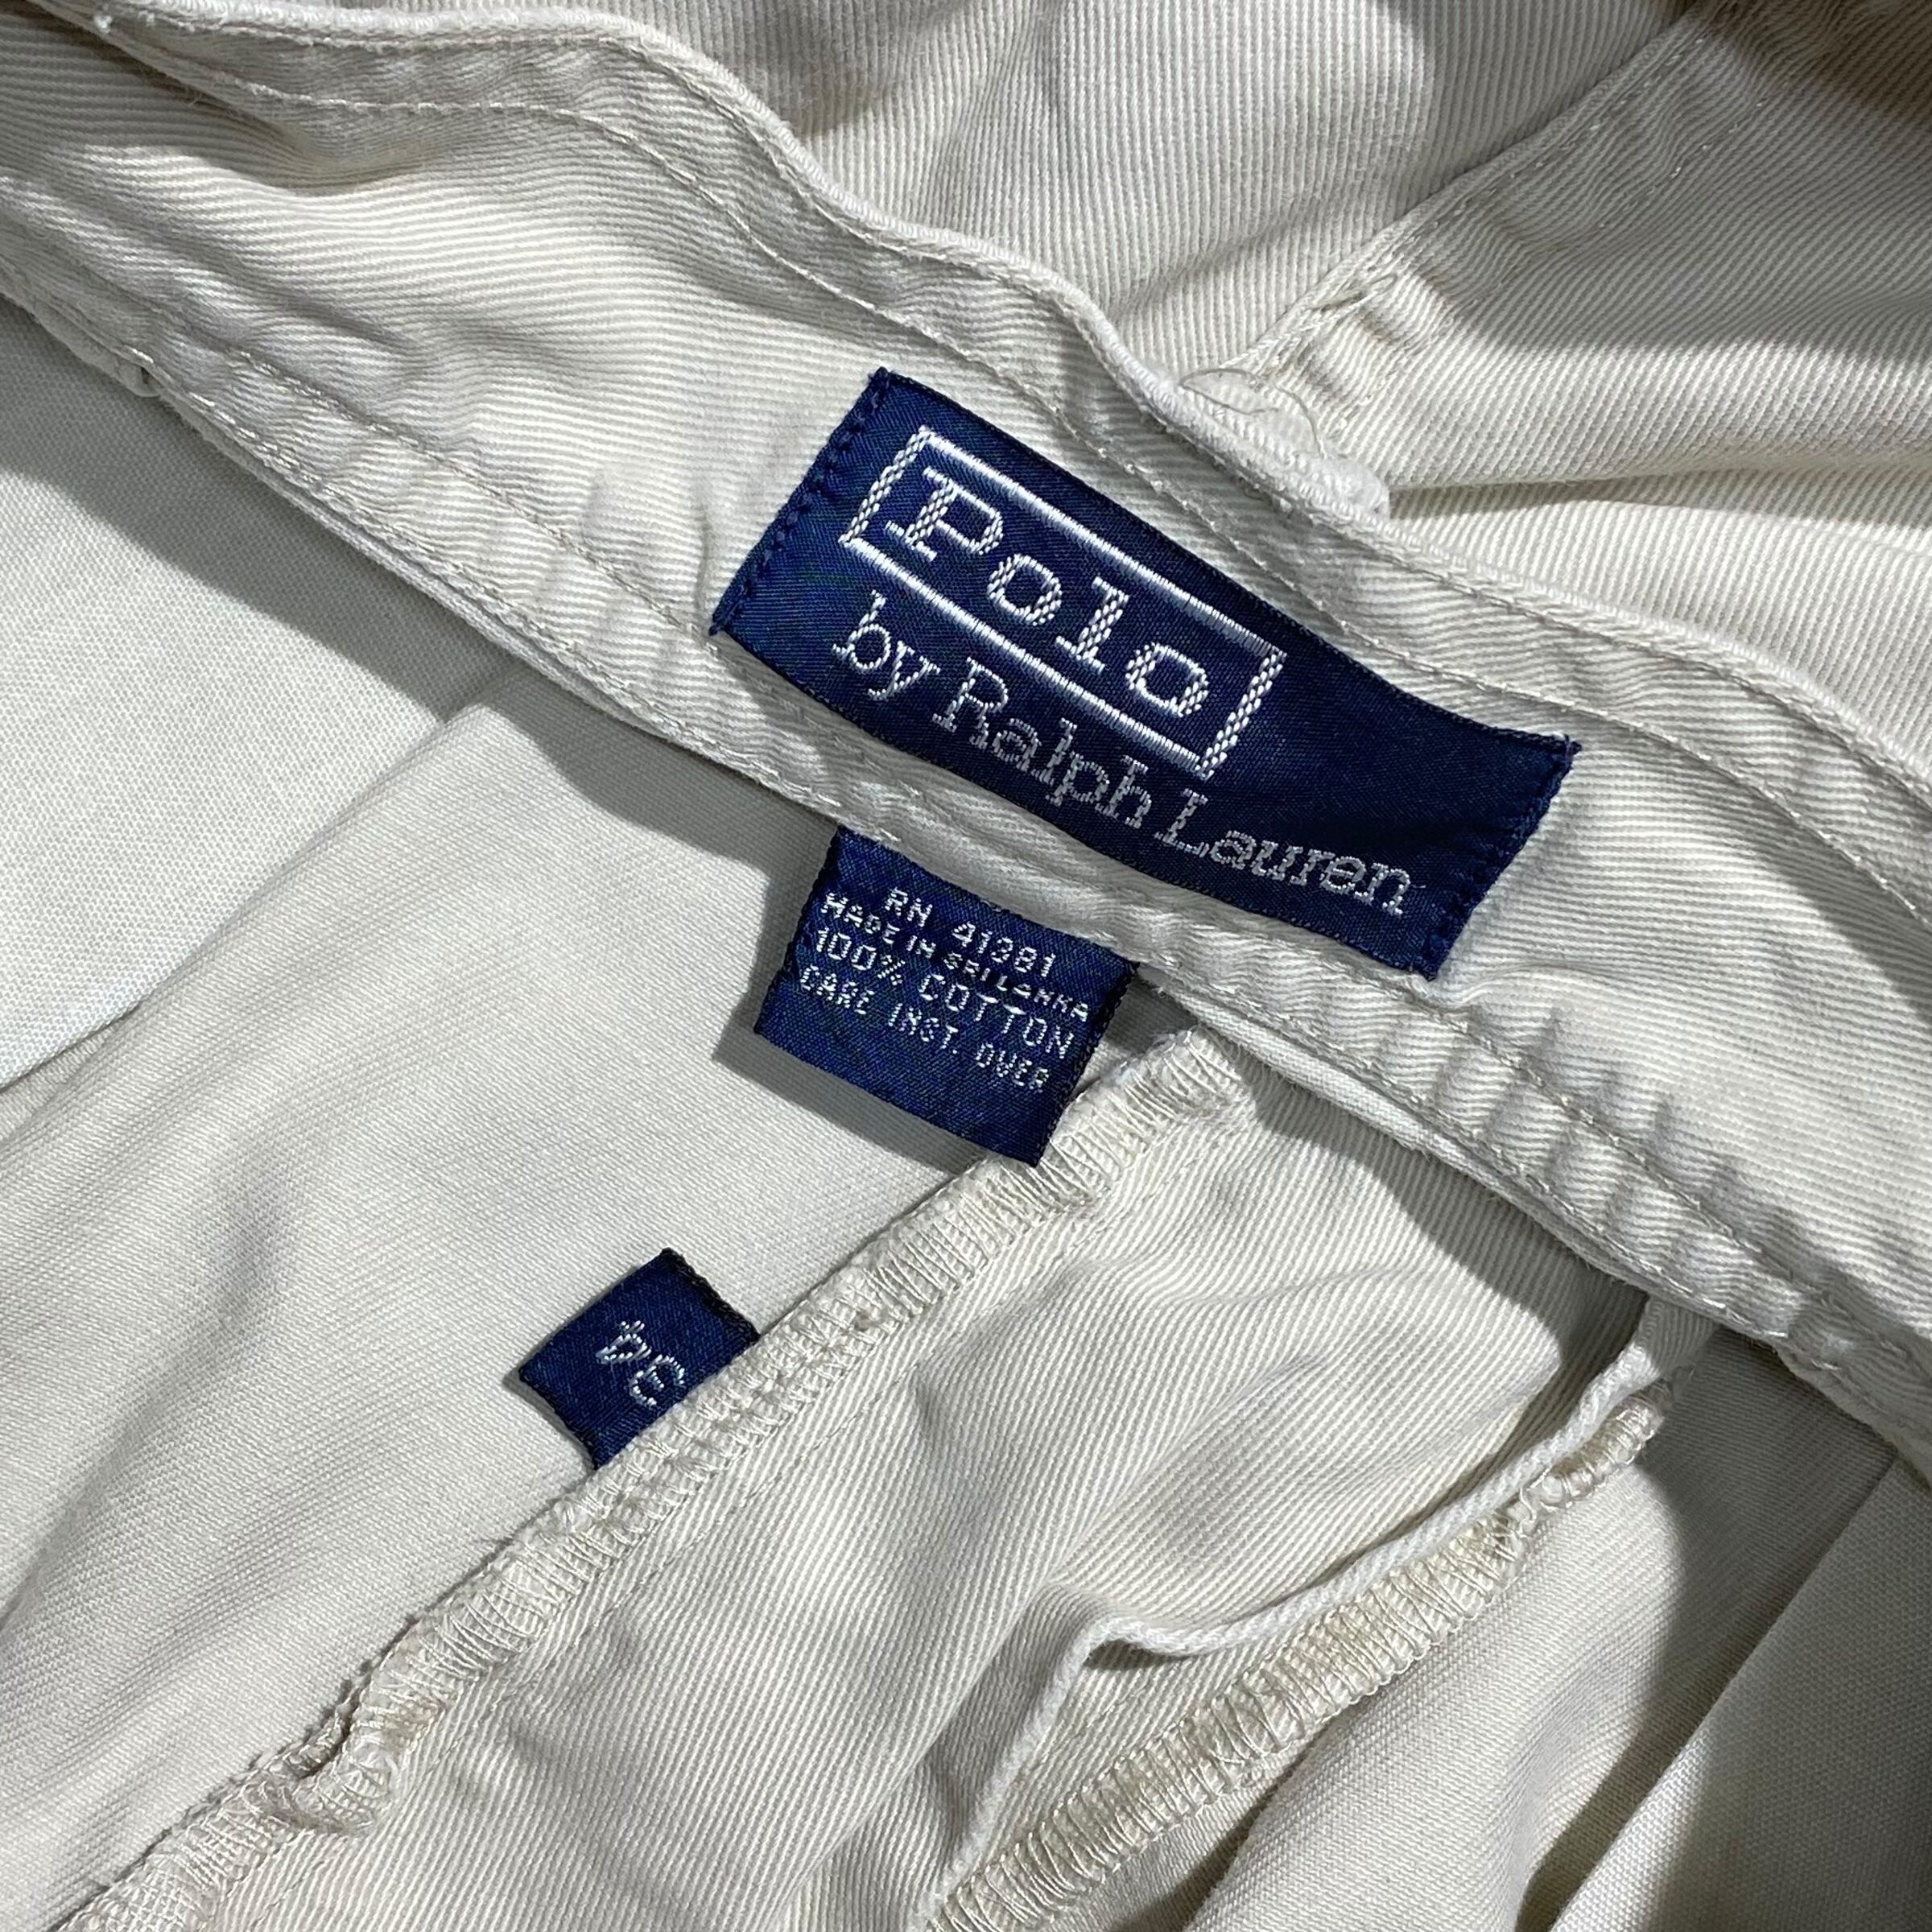 Polo
by Ralph Lauren
RN 41381
MADE IN SRI LANKA
100% COTTON
CARE INST. OVER
34